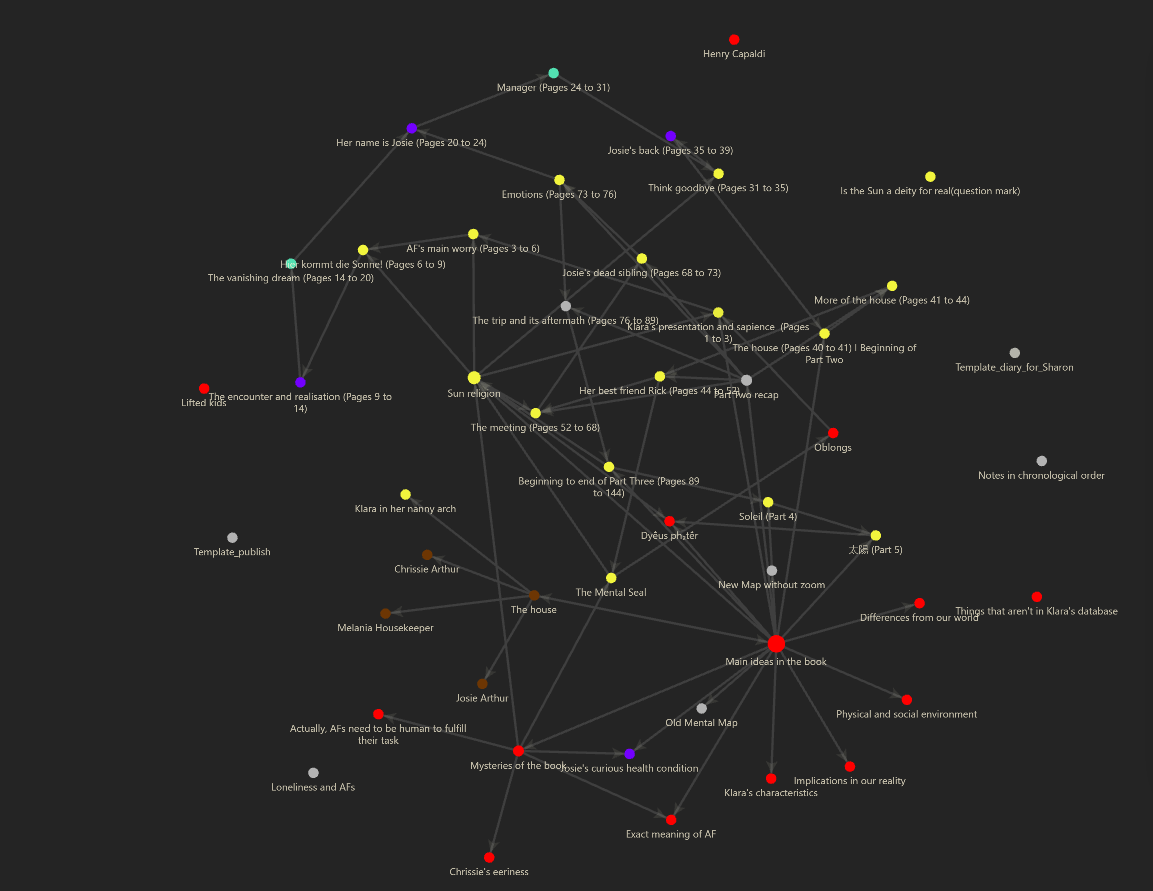 Henry Capaldi
Manager (Pages 24 to 31)
Her name is Josie (Pages 20 to 24)
Josie's back (Pages 35 to 39)
Think goodbye (Pages 31 to 35)
Emotions (Pages 73 to 76)
Is the Sun a deity for real(question mark)
AF's main worry (Pages 3 to 6)
Hier kommt die Sonne! (Pages 6 to 9)
The vanishing dream (Pages 14 to 20)
Josie's dead sibling (Pages 68 to 73)
More of the house (Pages 41 to 44)
The trip and its aftermath (Pages 76 to 89)
Klara's presentation and sapience (Pages
1 to 3)
The house (Pages 40 to 41) | Beginning of
Part Two
Template_diary_for_Sharon
Her best friend Rick (Pages 44 to 52)
Part Two recap
Sun religion
Lifted kids
The encounter and realisation (Pages 9 to
14)
The meeting (Pages 52 to 68)
Oblongs
Notes in chronological order
Beginning to end of Part Three (Pages 89
to 144)
Klara in her nanny arch
Soleil (Part 4)
Dyêus ph₂têr
太陽 (Part 5)
Template_publish
Chrissie Arthur
The Mental Seal
New Map without zoom
The house
Melania Housekeeper
Differences from our world
Things that aren't in Klara's database
Main ideas in the book
Josie Arthur
Old Mental Map
Physical and social environment
Actually, AFs need to be human to fulfill
their task
Mysteries of the book
Josie's curious health condition
Loneliness and AFs
Klara's characteristics
Implications in our reality
Exact meaning of AF
Chrissie's eeriness